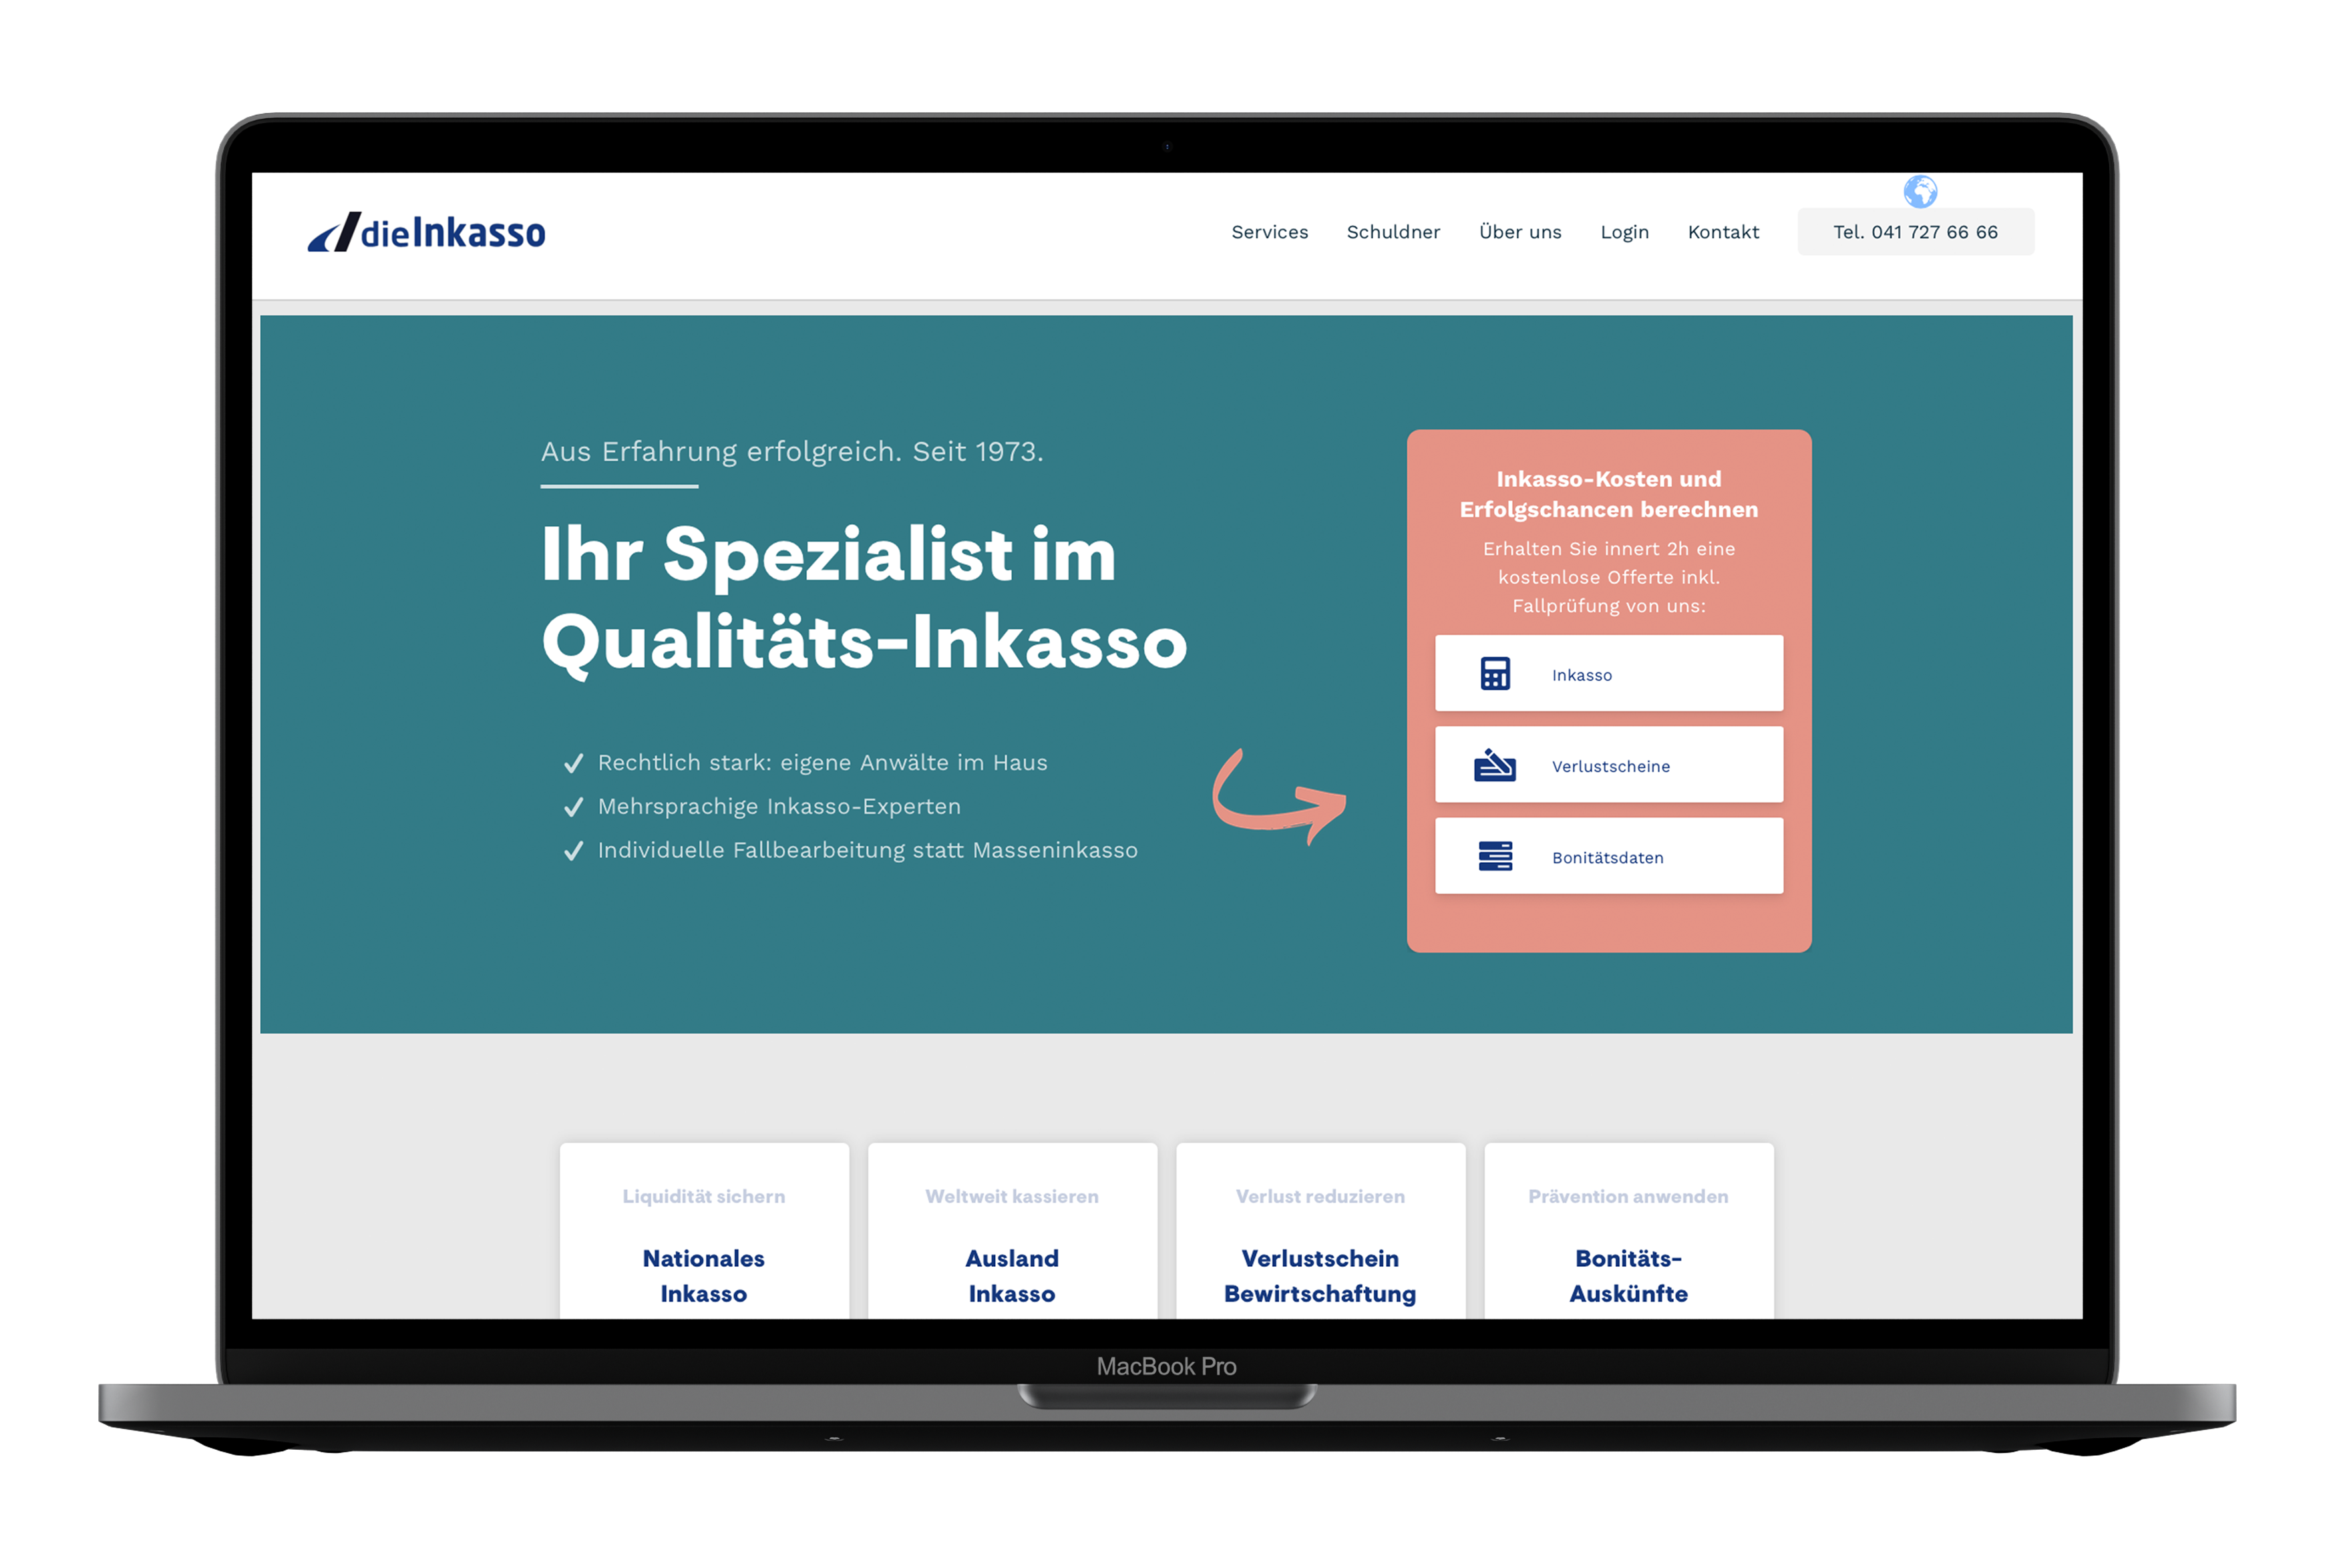 dieInkasso
Services Schuldner Über uns Login Kontakt Tel. 041 727 66 66
Aus Erfahrung erfolgreich. Seit 1973.
Ihr Spezialist im
Qualitäts-Inkasso
Rechtlich stark: eigene Anwälte im Haus
Mehrsprachige Inkasso-Experten
Individuelle Fallbearbeitung statt Masseninkasso
Inkasso-Kosten und
Erfolgschancen berechnen
Erhalten Sie innert 2h eine
kostenlose Offerte inkl.
Fallprüfung von uns:
Inkasso
Verlustscheine
Bonitätsdaten
Liquidität sichern
Nationales
Inkasso
Weltweit kassieren
Ausland
Inkasso
Verlust reduzieren
Verlustschein
Bewirtschaftung
Prävention anwenden
Bonitäts-
Auskünfte
MacBook Pro